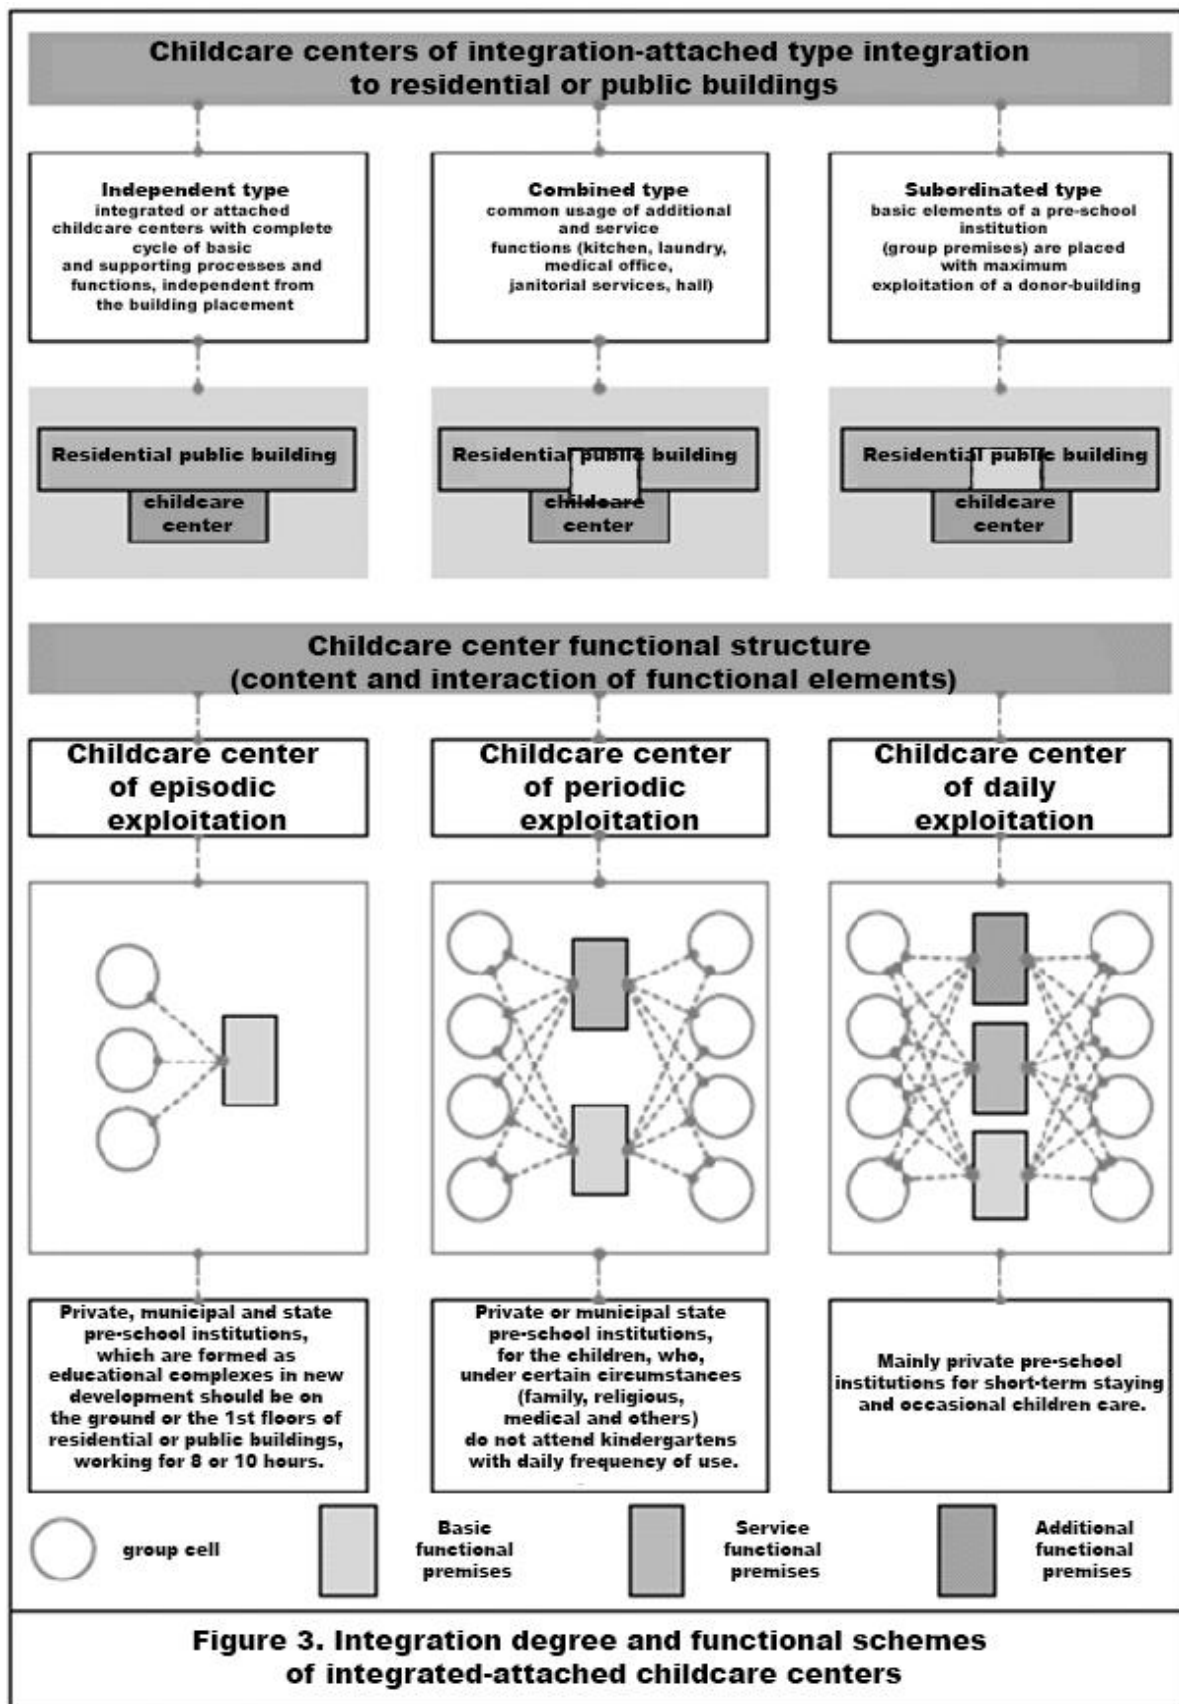 Childcare centers of integration-attached type integration
to residential or public buildings
Independent type
integrated or attached
childcare centers with complete
cycle of basic
and supporting processes and
functions, independent from
the building placement
Combined type
common usage of additional
and service
functions (kitchen, laundry,
medical office,
janitorial services, hall)
Subordinated type
basic elements of a pre-school
institution
(group premises) are placed
with maximum
exploitation of a donor-building
Residential public building
childcare
center
Residential public building
childcare
center
Residential public building
childcare
center
Childcare center functional structure
(content and interaction of functional elements)
Childcare center
of episodic
exploitation
Childcare center
of periodic
exploitation
Childcare center
of daily
exploitation
Private, municipal and state
pre-school institutions,
which are formed as
educational complexes in new
development should be on
the ground or the 1st floors of
residential or public buildings,
working for 8 or 10 hours.
Private or municipal state
pre-school institutions,
for the children, who,
under certain circumstances
(family, religious,
medical and others)
do not attend kindergartens
with daily frequency of use.
Mainly private pre-school
institutions for short-term staying
and occasional children care.
group cell
Basic
functional
premises
Service
functional
premises
Additional
functional
premises
Figure 3. Integration degree and functional schemes
of integrated-attached childcare centers